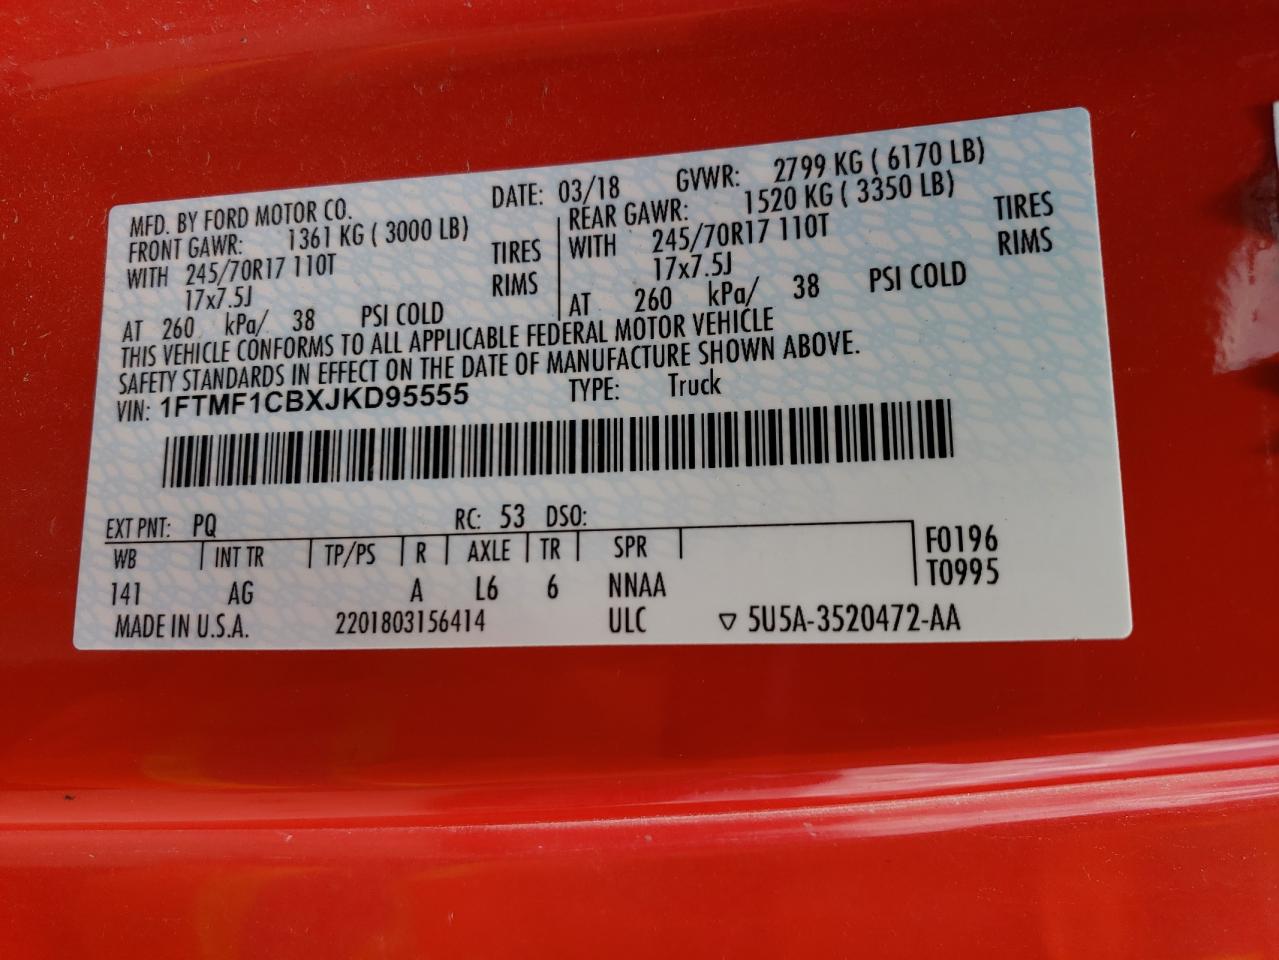 MFD. BY FORD MOTOR CO. DATE: 03/18 GVWR: 2799 KG ( 6170 LB)
FRONT GAWR: 1361 KG ( 3000 LB) REAR GAWR: 1520 KG ( 3350 LB)
WITH 245/70R17 110T TIRES WITH 245/70R17 110T TIRES
17x7.5J RIMS 17x7.5J RIMS
AT 260 kPa/ 38 PSI COLD AT 260 kPa/ 38 PSI COLD
THIS VEHICLE CONFORMS TO ALL APPLICABLE FEDERAL MOTOR VEHICLE
SAFETY STANDARDS IN EFFECT ON THE DATE OF MANUFACTURE SHOWN ABOVE.
VIN: 1FTMF1CBXJKD95555 TYPE: Truck
EXT PNT: PQ RC: 53 DSO:
WB INT TR TP/PS R AXLE TR SPR F0196
141 AG A L6 6 NNAA T0995
MADE IN U.S.A. 2201803156414 ULC ▽ 5U5A-3520472-AA